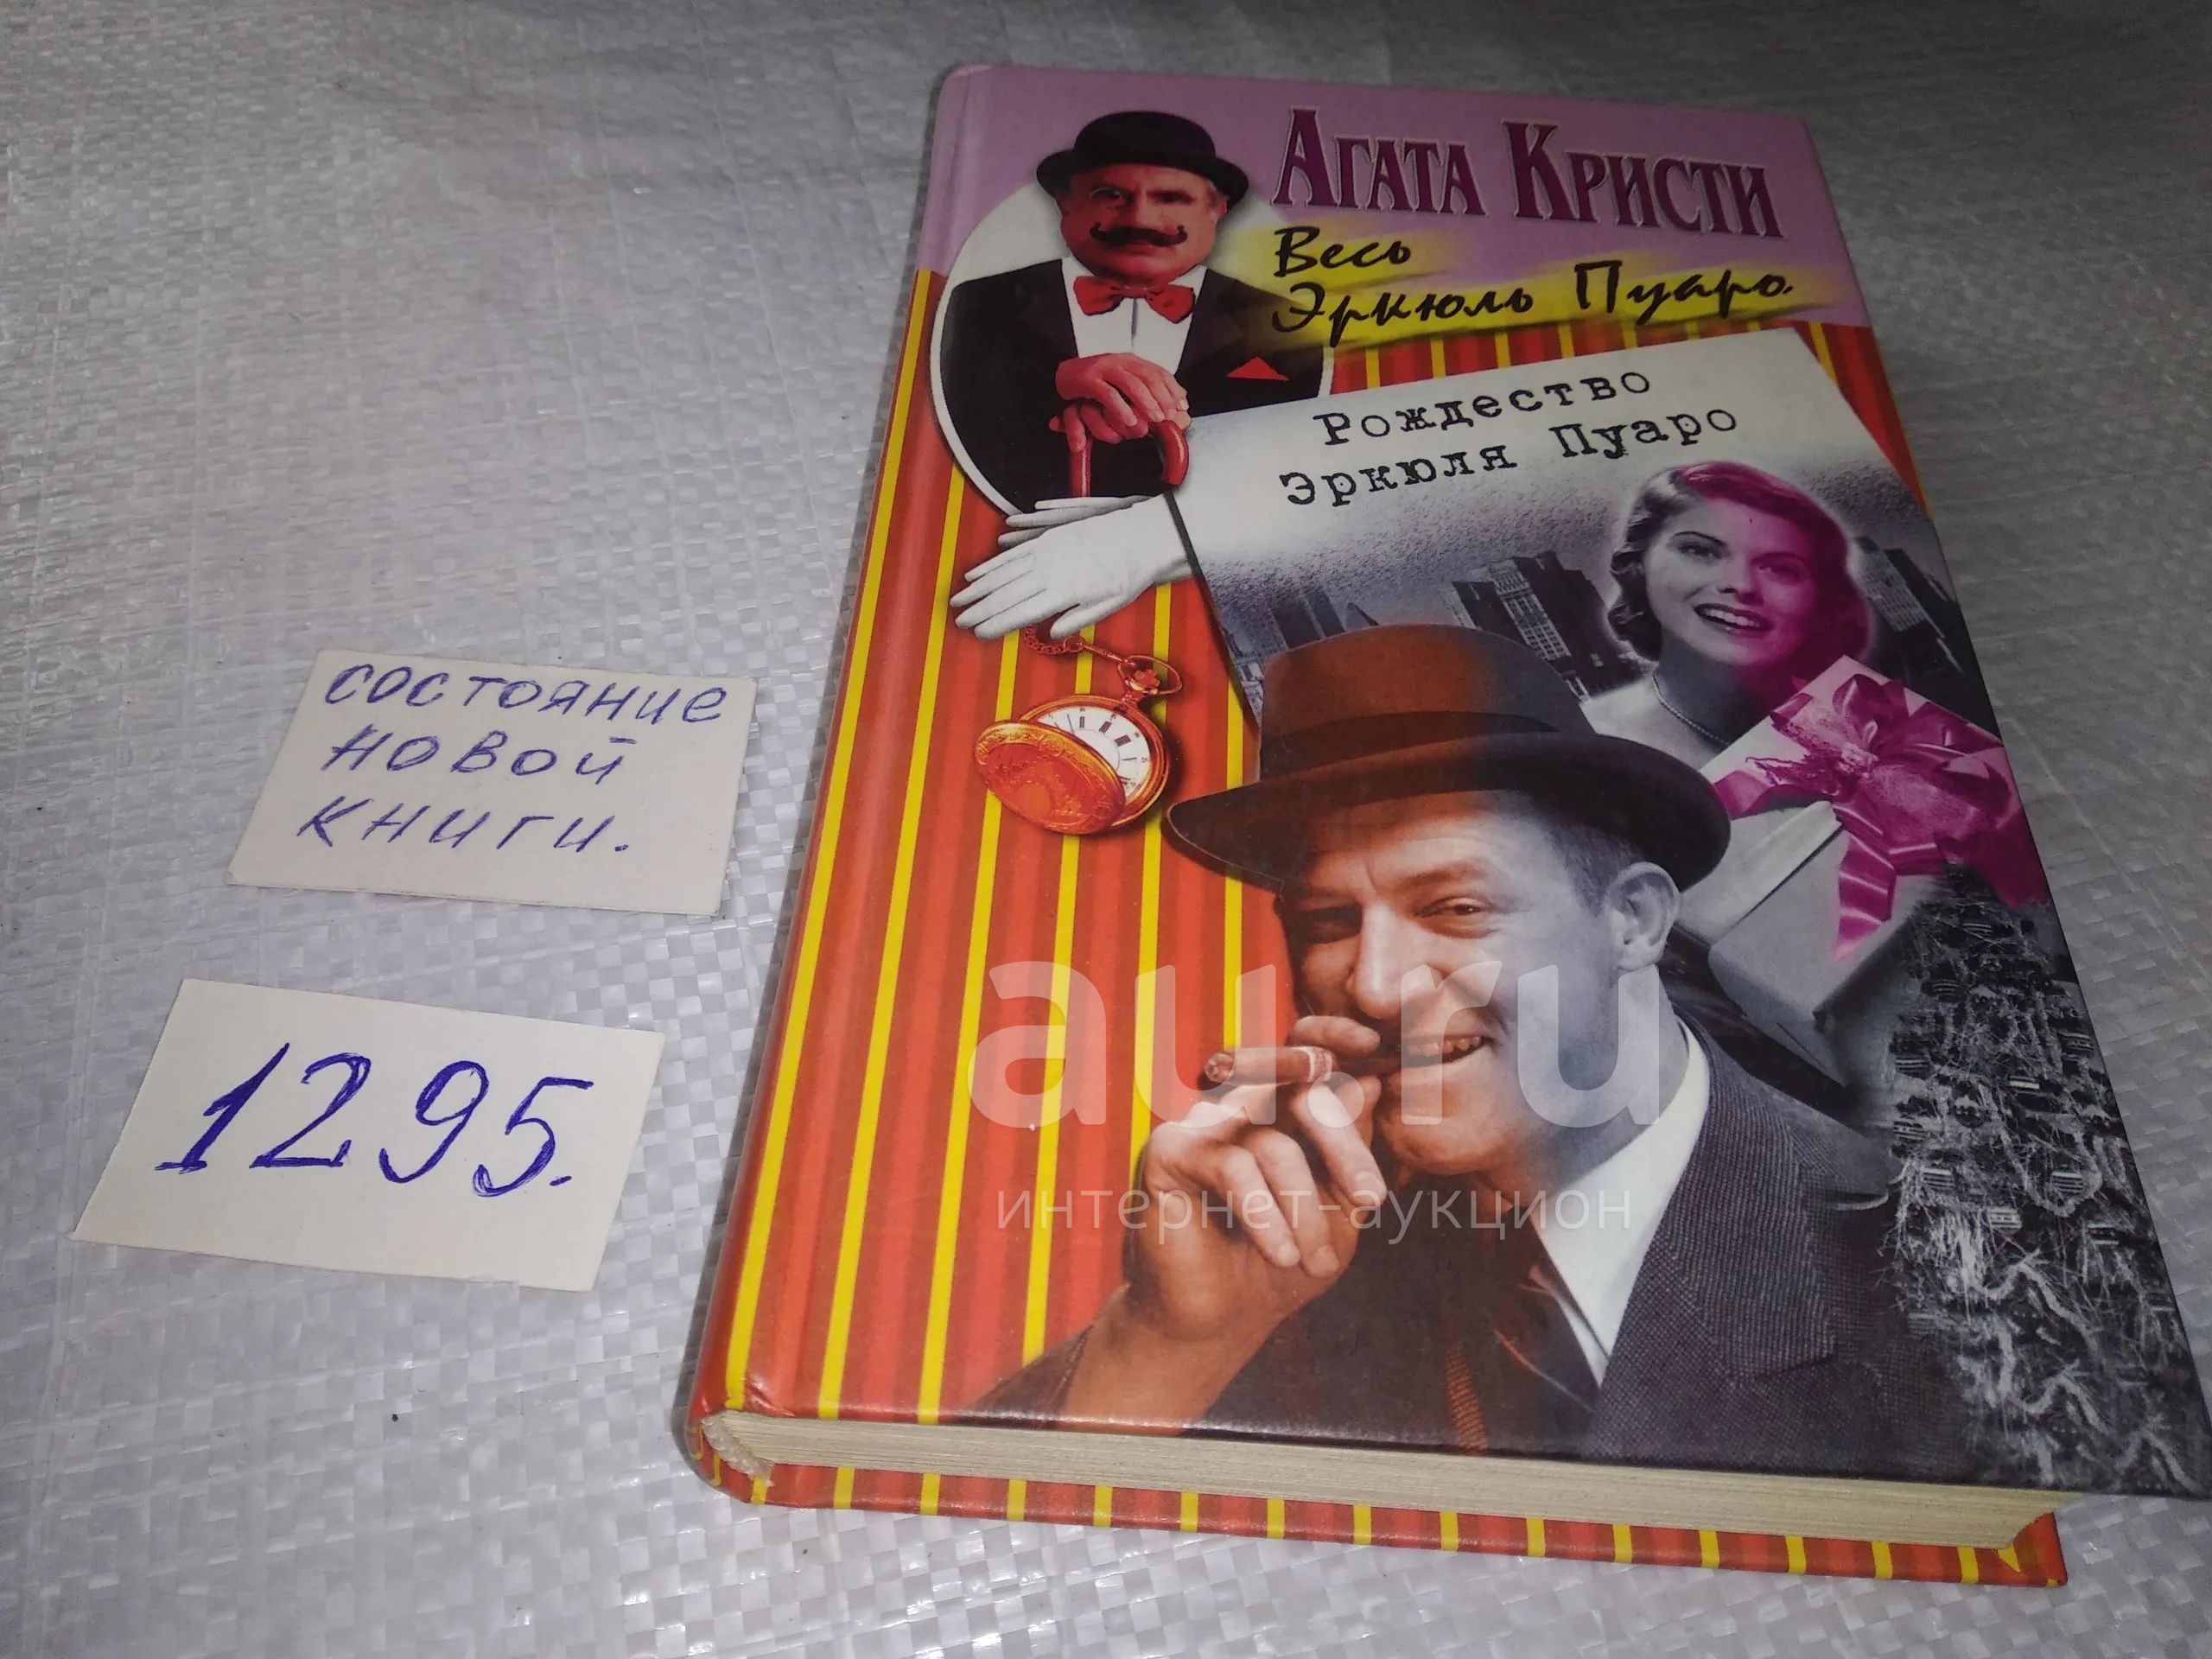 Агата Кристи
Весь
Эркюль Пуаро
Рождество
Эркюля Пуаро
состояние
новой
книги.
1295.
au.ru
интернет-аукцион